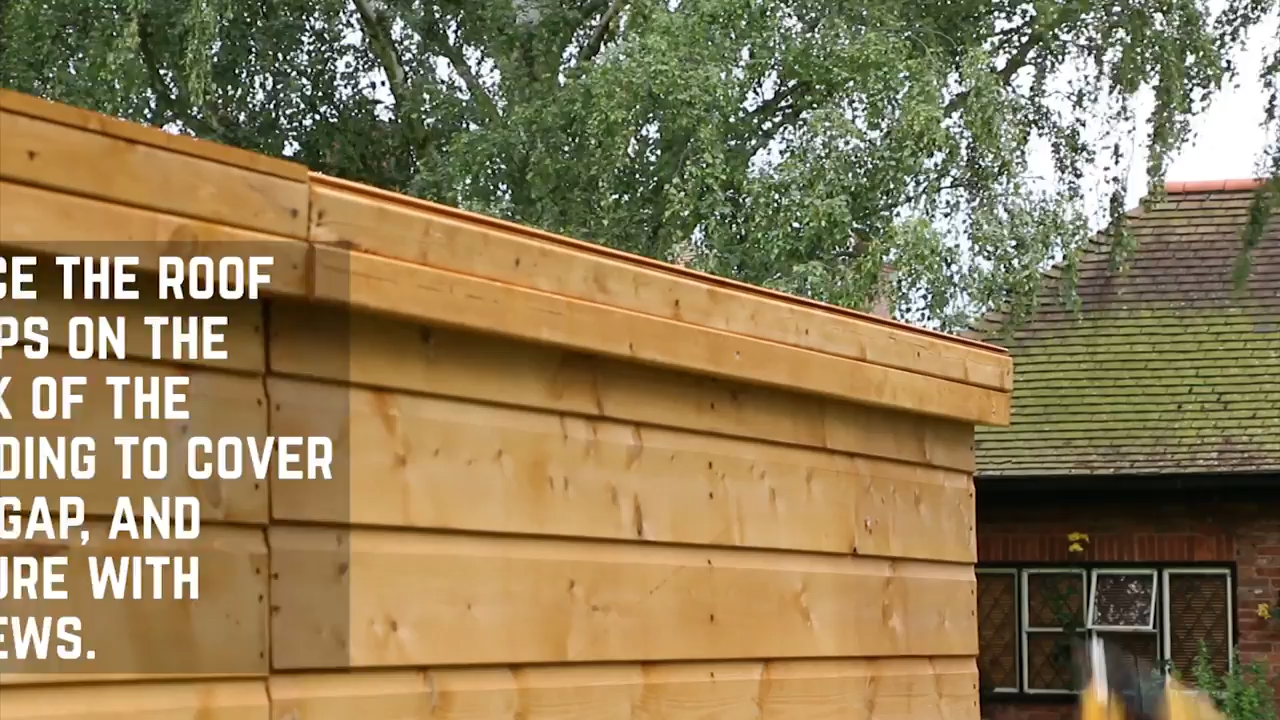 CE THE ROOF
PS ON THE
K OF THE
DING TO COVER
GAP, AND
URE WITH
EWS.